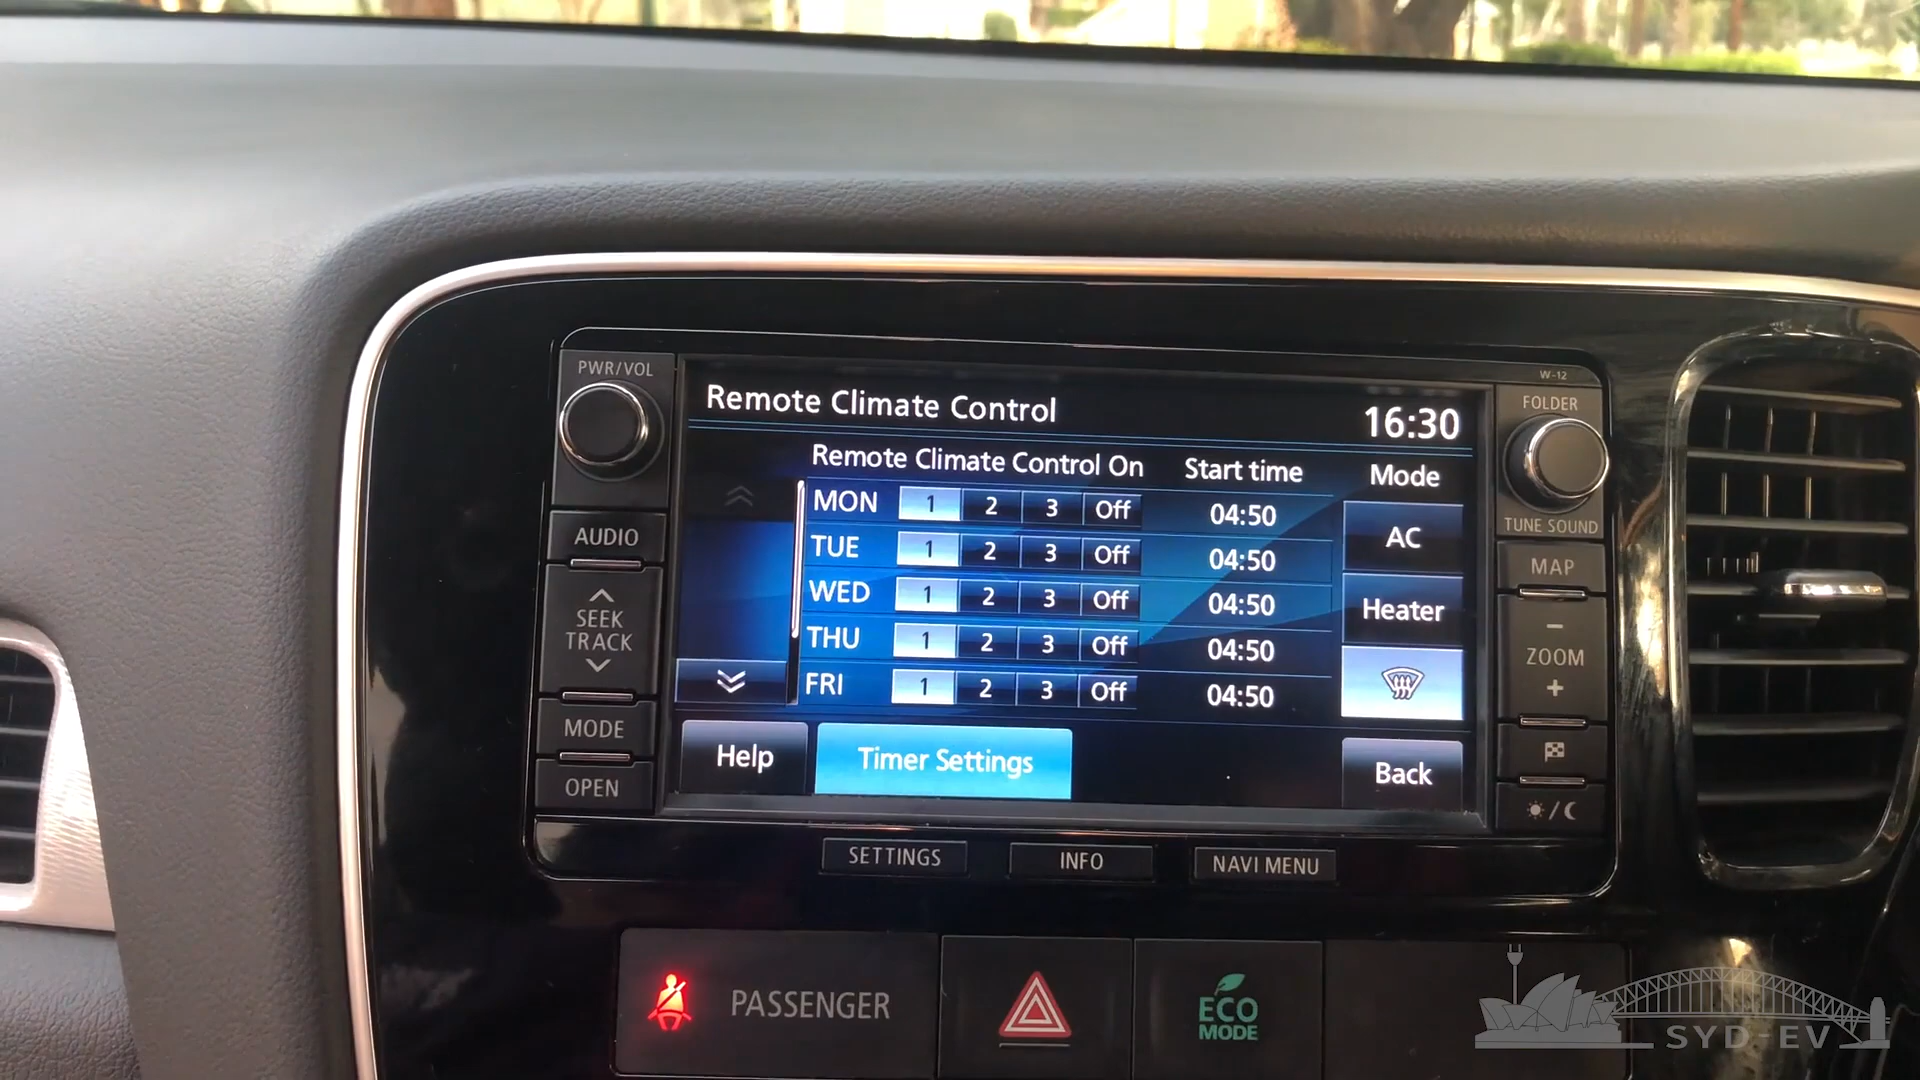 PWR/VOL
W-12
FOLDER
Remote Climate Control
16:30
Remote Climate Control On Start time Mode
MON 1 2 3 Off 04:50
TUE 1 2 3 Off 04:50
WED 1 2 3 Off 04:50
THU 1 2 3 Off 04:50
FRI 1 2 3 Off 04:50
AC
Heater
Help
Timer Settings
Back
AUDIO
SEEK
TRACK
MODE
OPEN
TUNE SOUND
MAP
ZOOM
SETTINGS
INFO
NAVI MENU
PASSENGER
ECO
MODE
SYD-EV